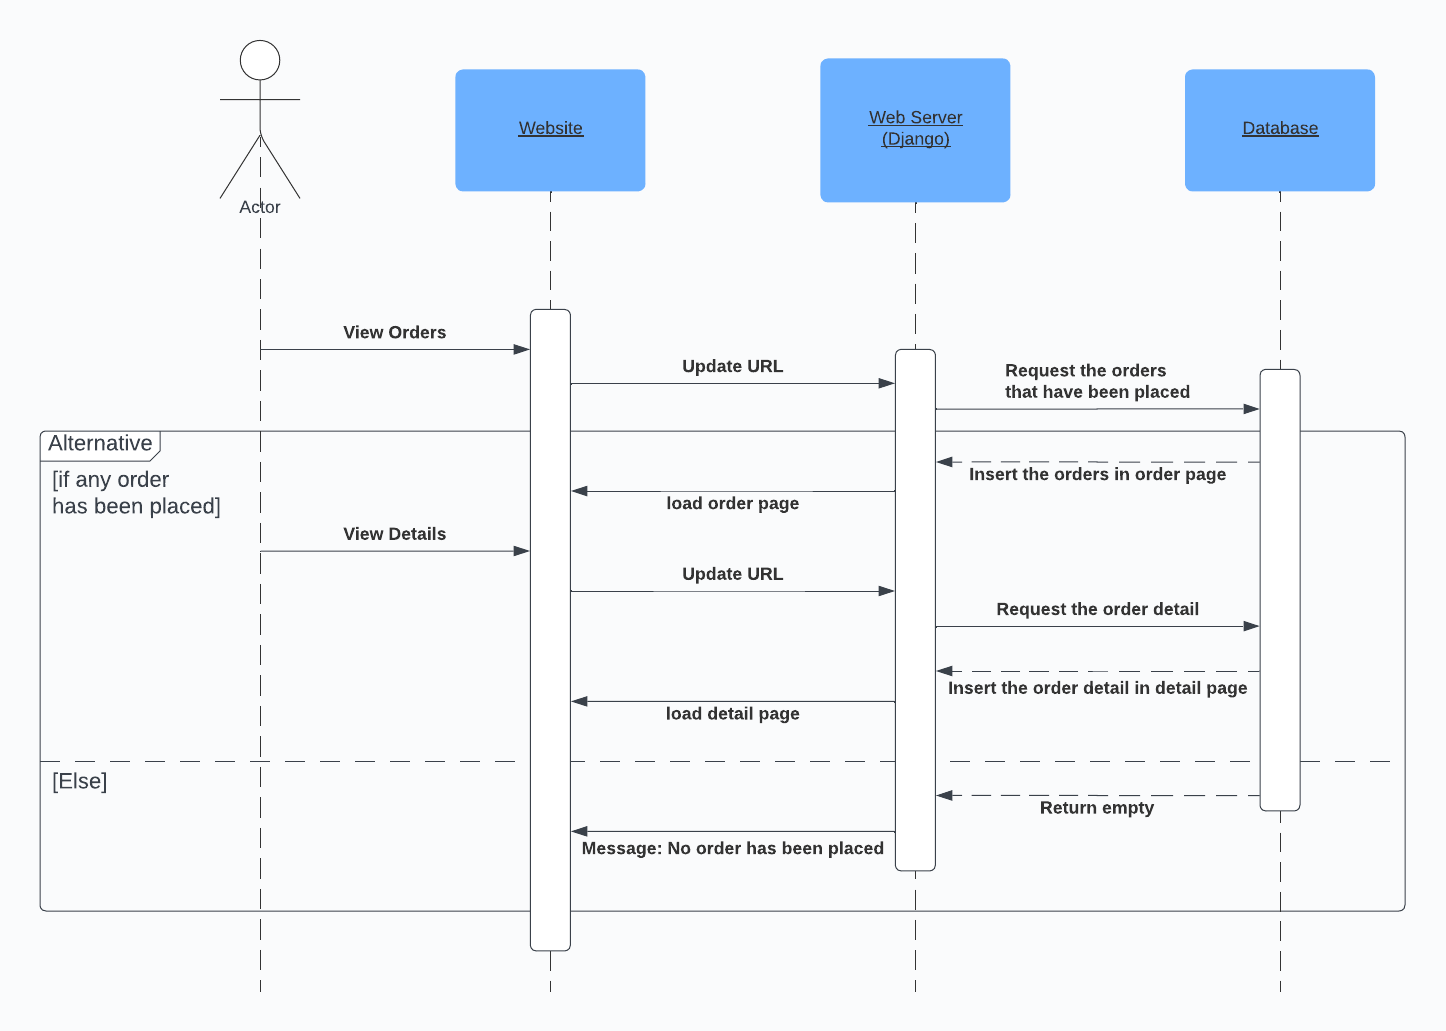 Actor
Website
Web Server
(Django)
Database
View Orders
Update URL
Request the orders
that have been placed
Alternative
[if any order
has been placed]
Insert the orders in order page
load order page
View Details
Update URL
Request the order detail
Insert the order detail in detail page
load detail page
[Else]
Return empty
Message: No order has been placed